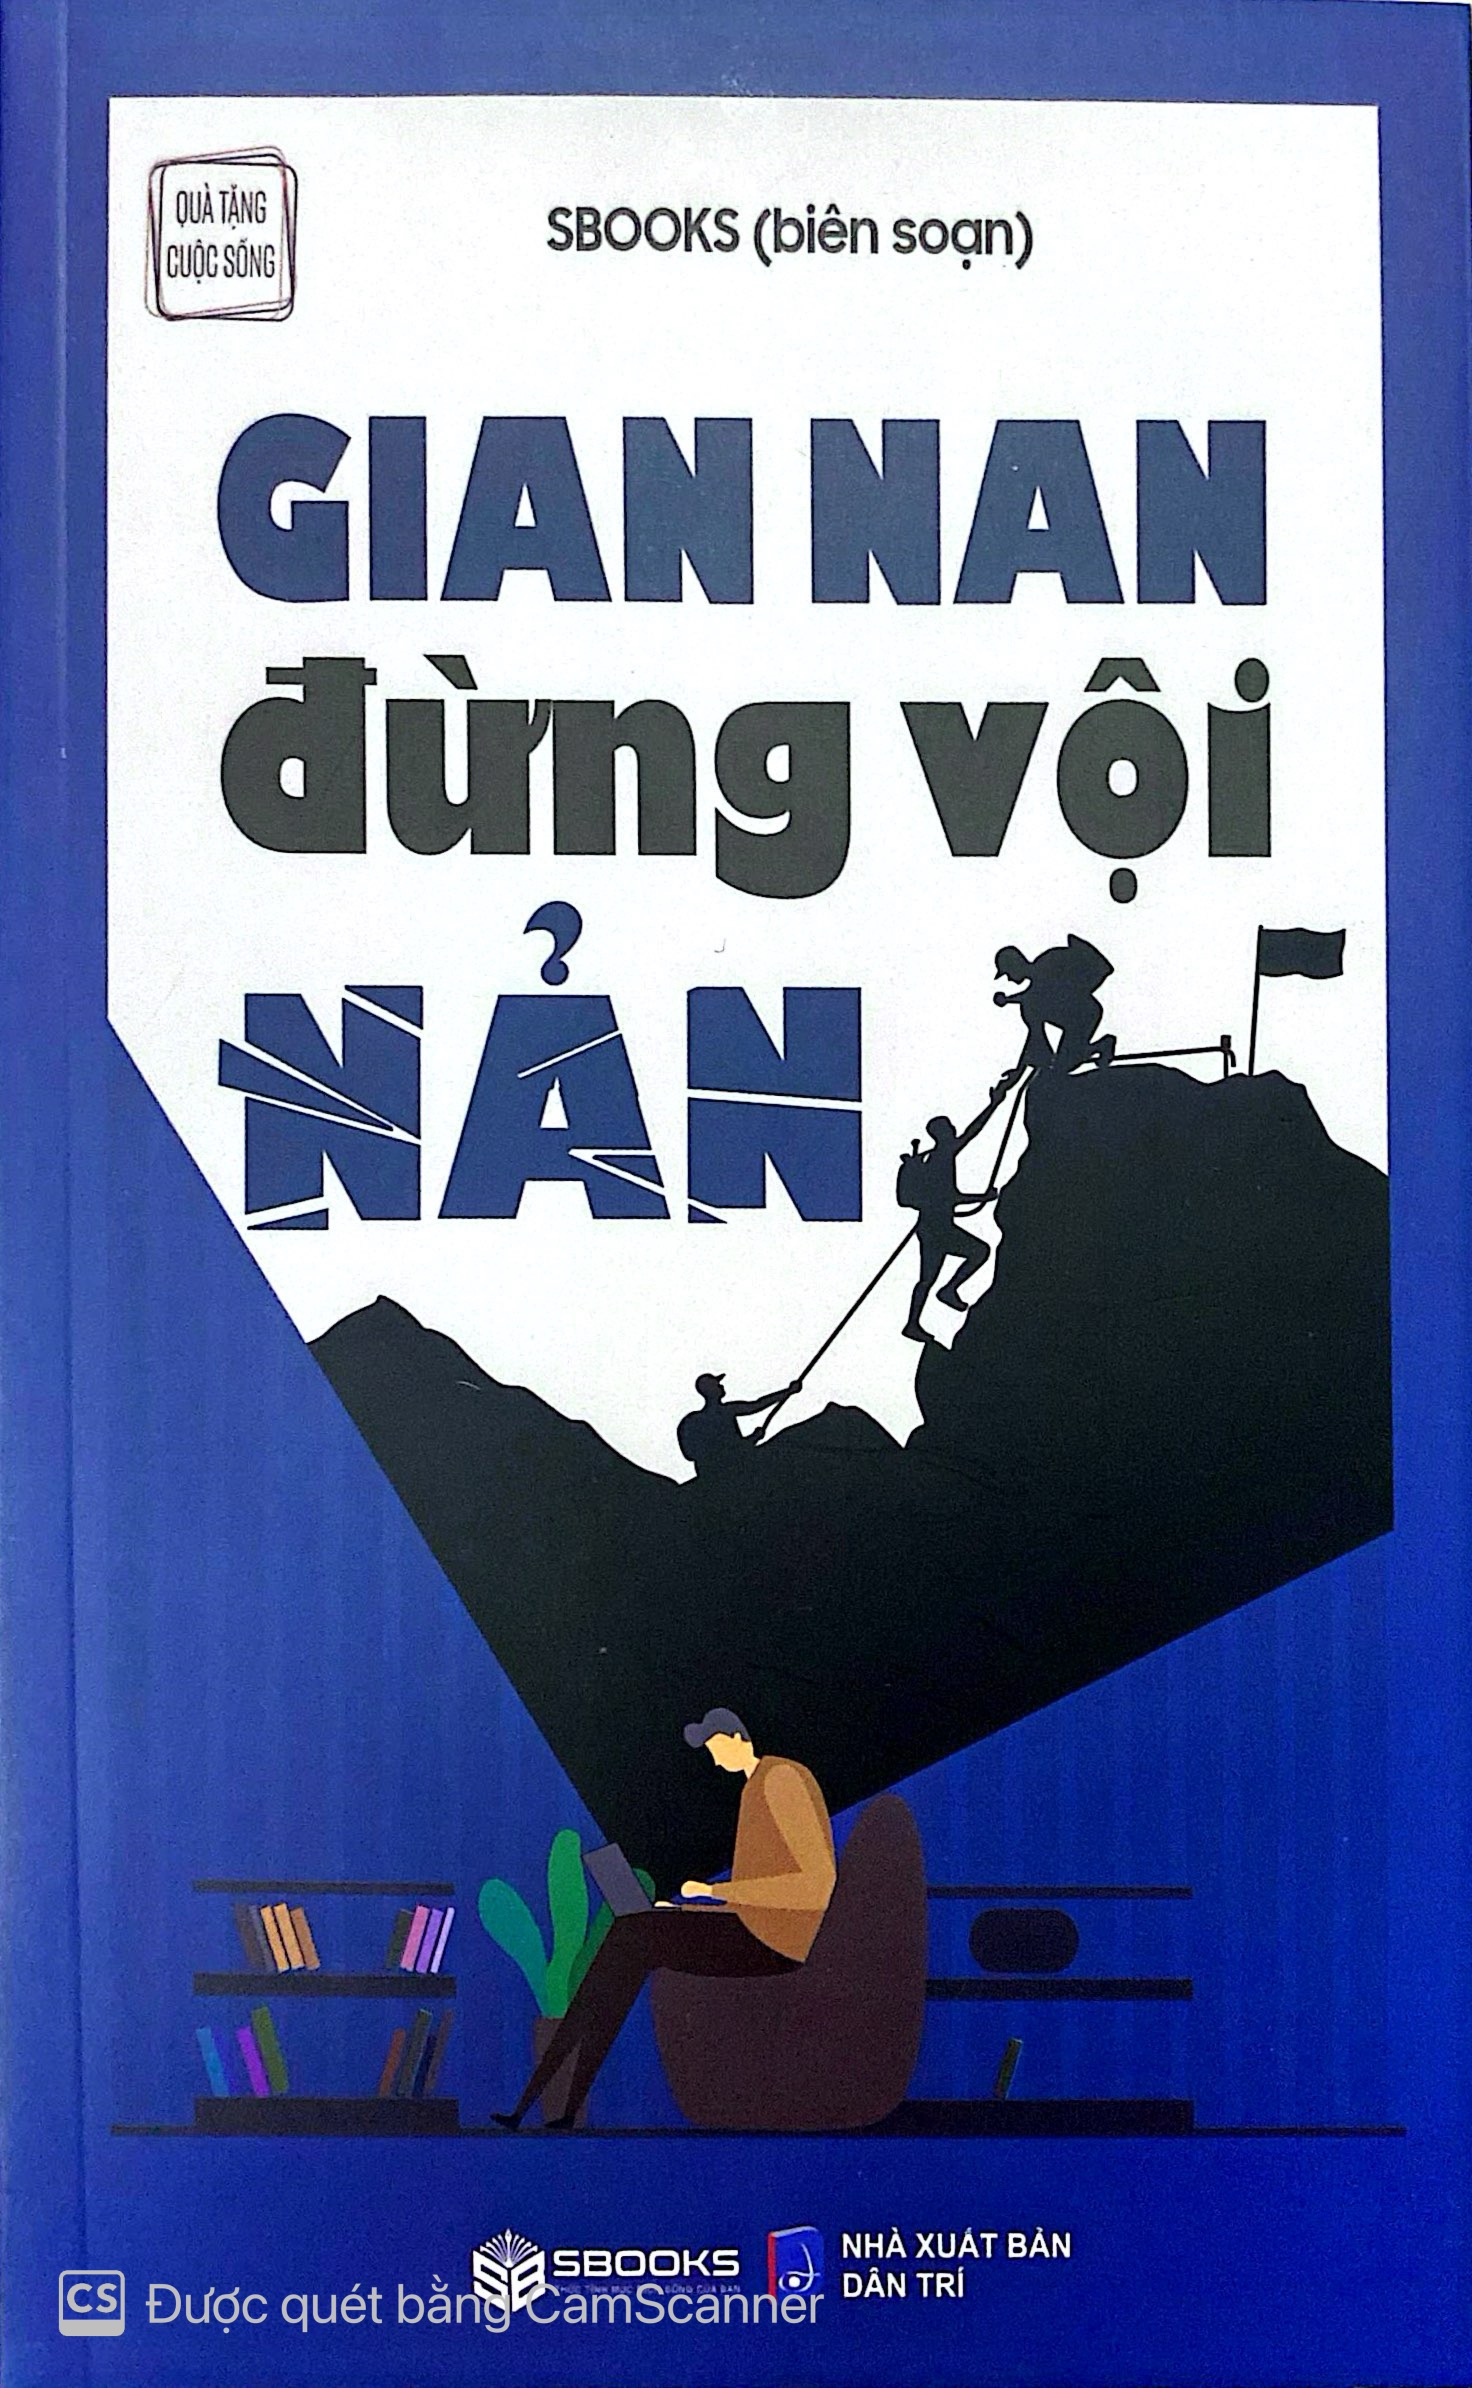 QUÀ TẶNG
CUỘC SỐNG
SBOOKS (biên soạn)
GIAN NAN
đừng vội
NẢN
SBOOKS
NHÀ XUẤT BẢN
DÂN TRÍ
CS Được quét bằng CamScanner